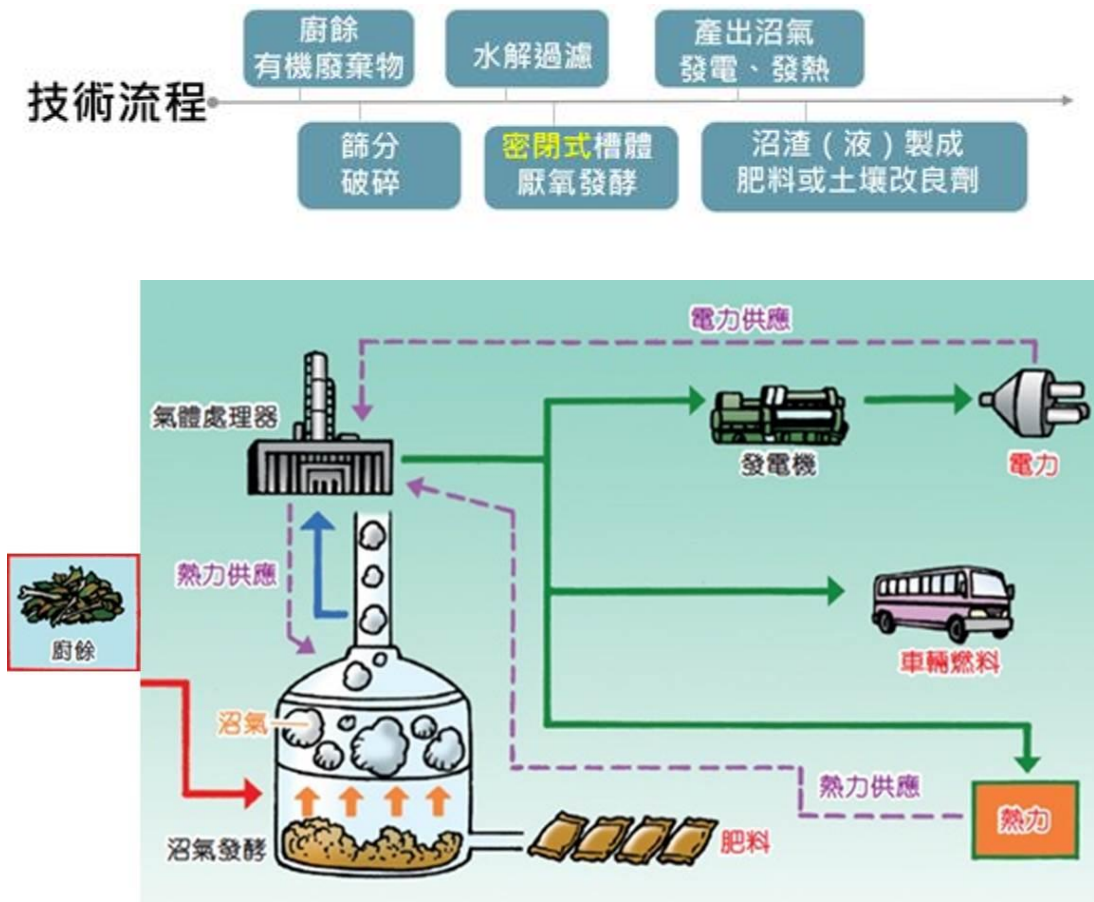 技術流程
廚餘
有機廢棄物
篩分
破碎
水解過濾
密閉式槽體
厭氧發酵
產出沼氣
發電、發熱
沼渣（液）製成
肥料或土壤改良劑
電力供應
氣體處理器
發電機
電力
熱力供應
廚餘
車輛燃料
沼氣
熱力供應
熱力
沼氣發酵
肥料